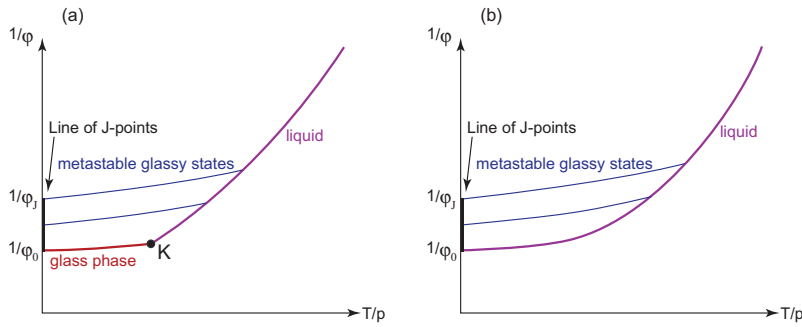 (a)
1/φ
Line of J-points
metastable glassy states
liquid
1/φJ
1/φ0
glass phase
K
T/p
(b)
1/φ
Line of J-points
metastable glassy states
liquid
1/φJ
1/φ0
T/p